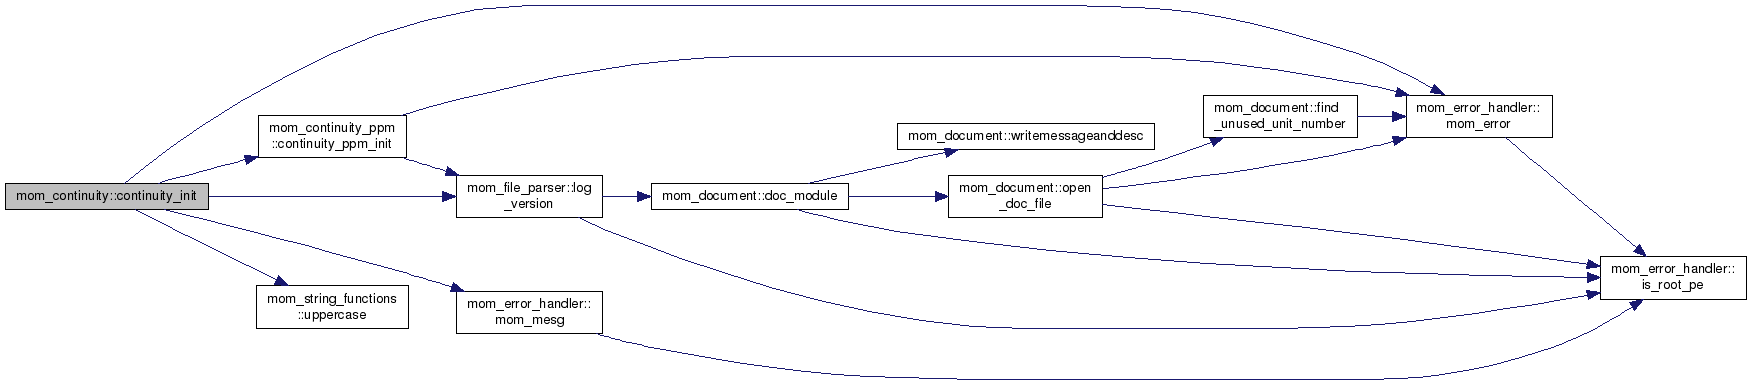 mom_continuity::continuity_init
mom_continuity_ppm
::continuity_ppm_init
mom_string_functions
::uppercase
mom_file_parser::log
_version
mom_error_handler::
mom_mesg
mom_document::doc_module
mom_document::writemessageanddesc
mom_document::open
_doc_file
mom_document::find
_unused_unit_number
mom_error_handler::
mom_error
mom_error_handler::
is_root_pe